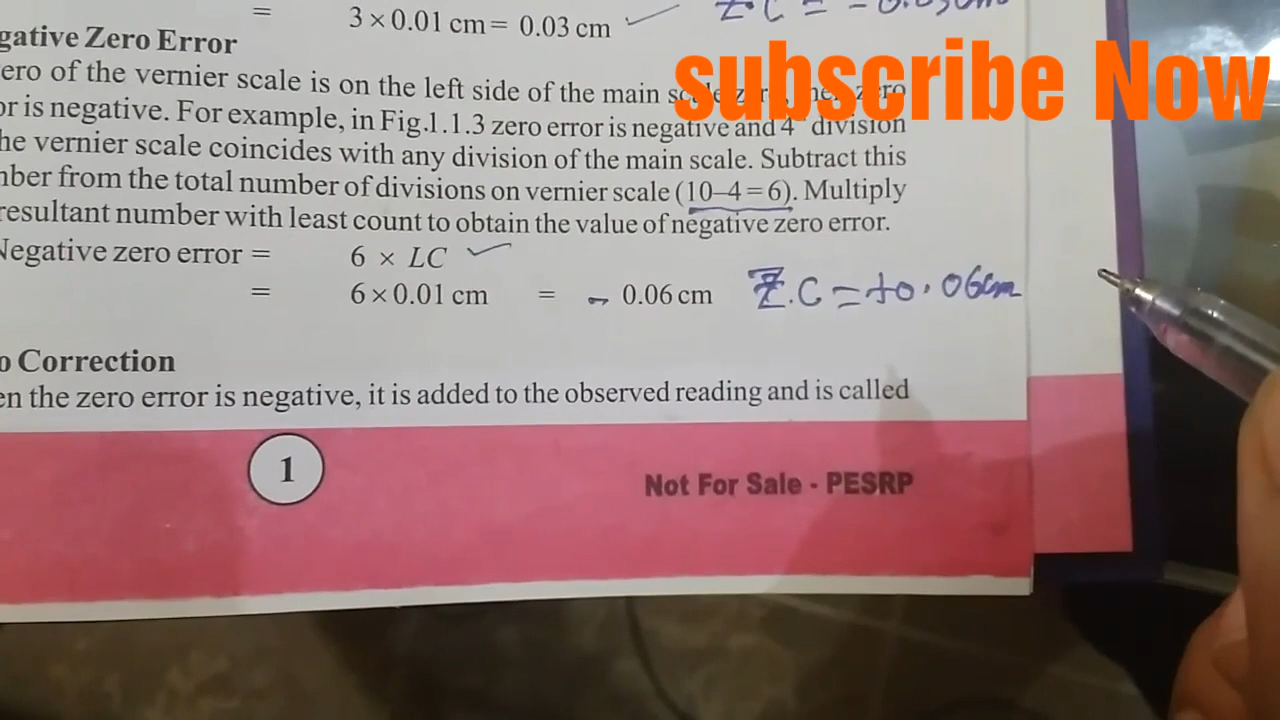 = 3 × 0.01 cm = 0.03 cm Z.C =
gative Zero Error
subscribe Now
ero of the vernier scale is on the left side of the main scale zero, then zero
or is negative. For example, in Fig.1.1.3 zero error is negative and 4 division
he vernier scale coincides with any division of the main scale. Subtract this
mber from the total number of divisions on vernier scale (10–4=6). Multiply
resultant number with least count to obtain the value of negative zero error.
Negative zero error = 6 × LC
= 6 × 0.01 cm = - 0.06 cm Z.C = +0.06cm
o Correction
en the zero error is negative, it is added to the observed reading and is called
1
Not For Sale - PESRP